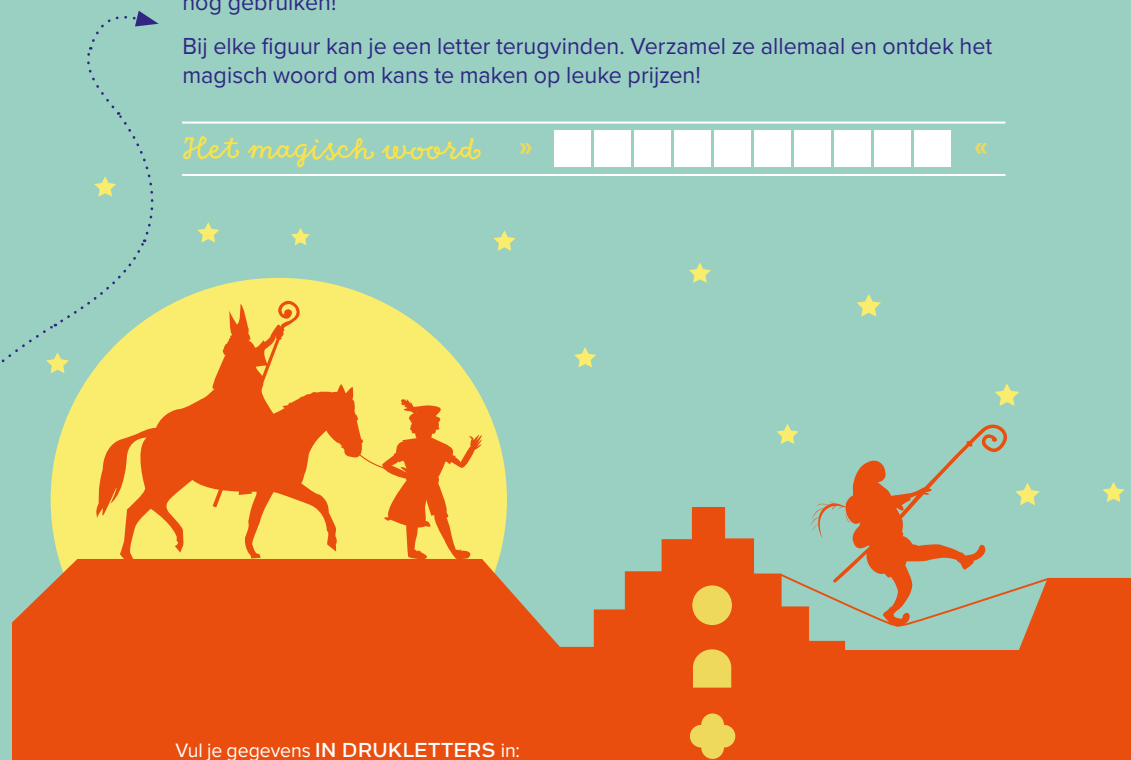 nog gebruiken!
Bij elke figuur kan je een letter terugvinden. Verzamel ze allemaal en ontdek het
magisch woord om kans te maken op leuke prijzen!
Het magisch woord » «
Vul je gegevens IN DRUKLETTERS in: